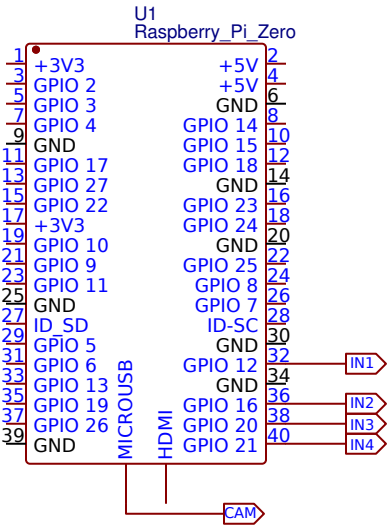 U1
Raspberry_Pi_Zero
1 +3V3 +5V 2
3 GPIO 2 +5V 4
5 GPIO 3 GND 6
7 GPIO 4 GPIO 14 8
9 GND GPIO 15 10
11 GPIO 17 GPIO 18 12
13 GPIO 27 GND 14
15 GPIO 22 GPIO 23 16
17 +3V3 GPIO 24 18
19 GPIO 10 GND 20
21 GPIO 9 GPIO 25 22
23 GPIO 11 GPIO 8 24
25 GND GPIO 7 26
27 ID_SD ID-SC 28
29 GPIO 5 GND 30
31 GPIO 6 GPIO 12 32 IN1
33 GPIO 13 GND 34
35 GPIO 19 GPIO 16 36 IN2
37 GPIO 26 GPIO 20 38 IN3
39 GND GPIO 21 40 IN4
MICROUSB
HDMI
CAM